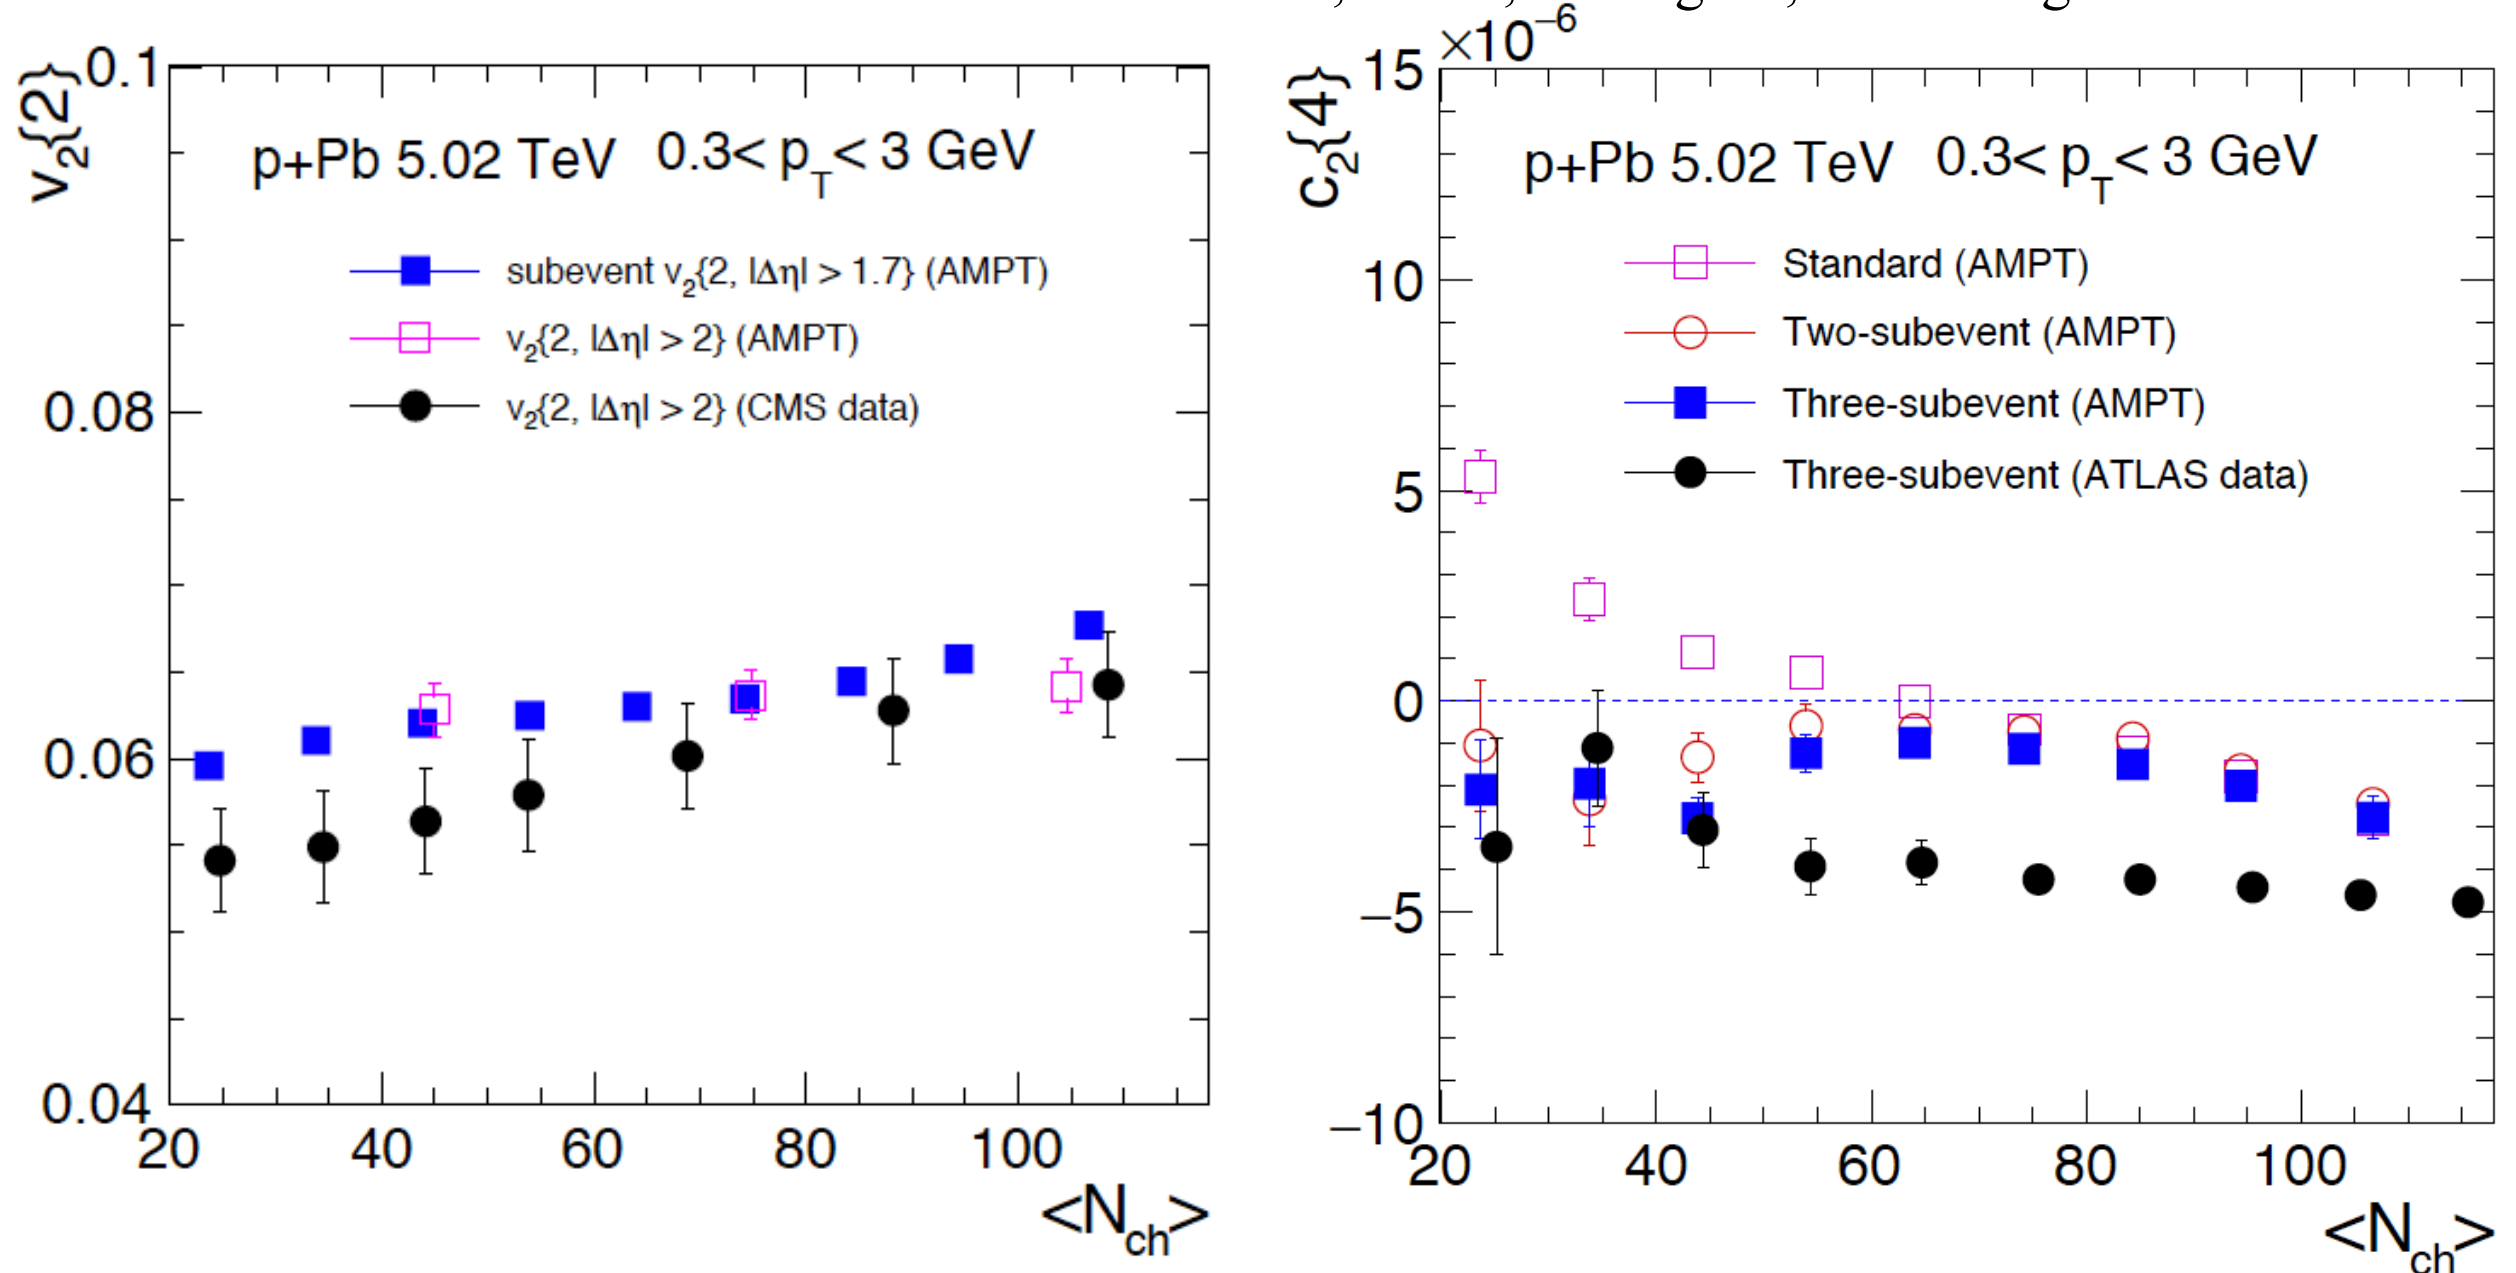 0.1
0.08
0.06
0.04
v2{2}
p+Pb 5.02 TeV 0.3< pT< 3 GeV
subevent v2{2, |Δη| > 1.7} (AMPT)
v2{2, |Δη| > 2} (AMPT)
v2{2, |Δη| > 2} (CMS data)
20 40 60 80 100
<Nch>
×10−6
15
10
5
0
−5
−10
c2{4}
p+Pb 5.02 TeV 0.3< pT< 3 GeV
Standard (AMPT)
Two-subevent (AMPT)
Three-subevent (AMPT)
Three-subevent (ATLAS data)
20 40 60 80 100
<Nch>